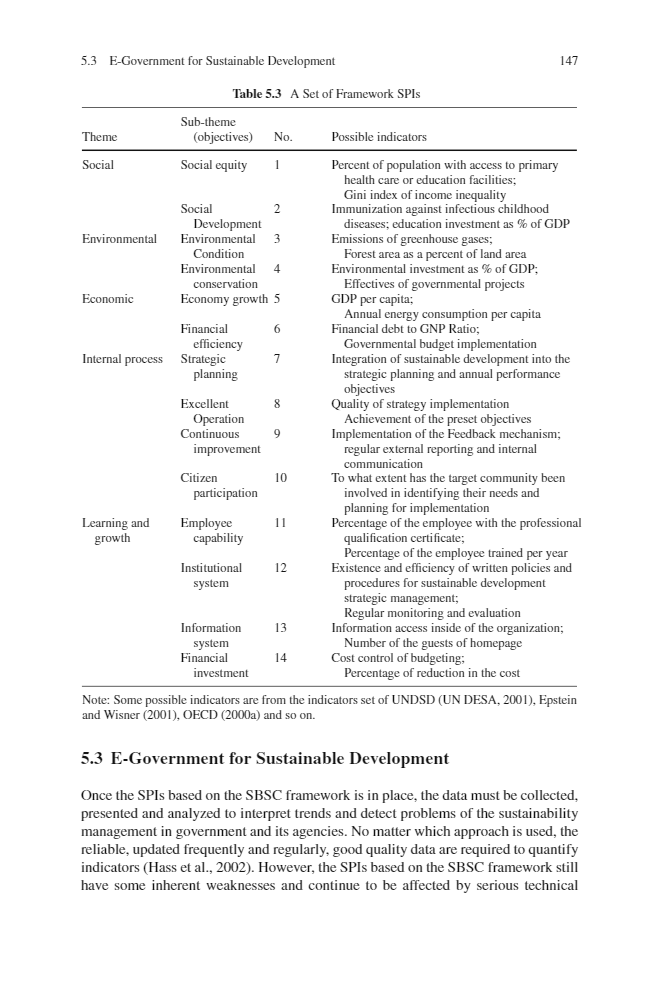 5.3 E-Government for Sustainable Development 147
Table 5.3 A Set of Framework SPIs
Sub-theme
Theme (objectives) No. Possible indicators
Social Social equity 1 Percent of population with access to primary
health care or education facilities;
Gini index of income inequality
Social 2 Immunization against infectious childhood
Development diseases; education investment as % of GDP
Environmental Environmental 3 Emissions of greenhouse gases;
Condition Forest area as a percent of land area
Environmental 4 Environmental investment as % of GDP;
conservation Effectives of governmental projects
Economic Economy growth 5 GDP per capita;
Annual energy consumption per capita
Financial 6 Financial debt to GNP Ratio;
efficiency Governmental budget implementation
Internal process Strategic 7 Integration of sustainable development into the
planning strategic planning and annual performance
objectives
Excellent 8 Quality of strategy implementation
Operation Achievement of the preset objectives
Continuous 9 Implementation of the Feedback mechanism;
improvement regular external reporting and internal
communication
Citizen 10 To what extent has the target community been
participation involved in identifying their needs and
planning for implementation
Learning and Employee 11 Percentage of the employee with the professional
growth capability qualification certificate;
Percentage of the employee trained per year
Institutional 12 Existence and efficiency of written policies and
system procedures for sustainable development
strategic management;
Regular monitoring and evaluation
Information 13 Information access inside of the organization;
system Number of the guests of homepage
Financial 14 Cost control of budgeting;
investment Percentage of reduction in the cost
Note: Some possible indicators are from the indicators set of UNDSD (UN DESA, 2001), Epstein
and Wisner (2001), OECD (2000a) and so on.
5.3 E-Government for Sustainable Development
Once the SPIs based on the SBSC framework is in place, the data must be collected,
presented and analyzed to interpret trends and detect problems of the sustainability
management in government and its agencies. No matter which approach is used, the
reliable, updated frequently and regularly, good quality data are required to quantify
indicators (Hass et al., 2002). However, the SPIs based on the SBSC framework still
have some inherent weaknesses and continue to be affected by serious technical